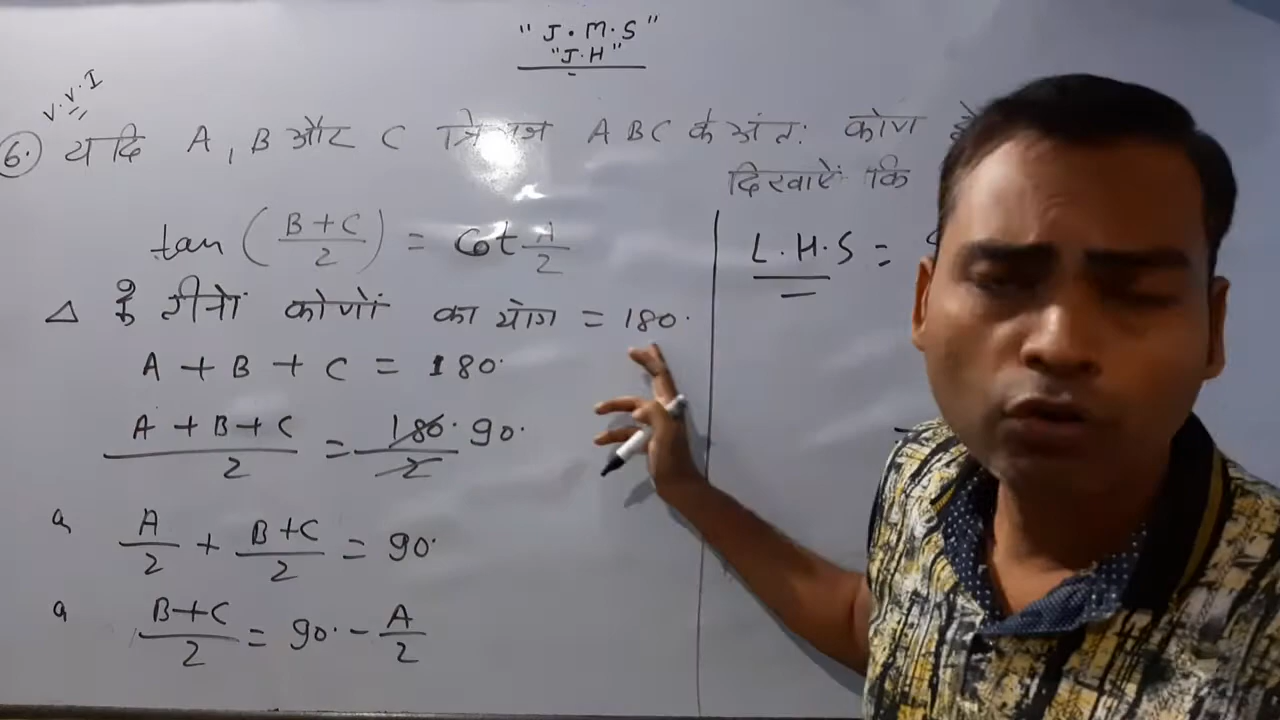 "J.M.S"
"J.H"
V.V.I
6. यदि A, B और C त्रिभुज ABC के अंत: कोण
दिखाऐं कि
tan (B+C/2) = cot A/2
L.H.S =
△ के तीनों कोणों का योग = 180°
A + B + C = 180°
A + B + C / 2 = 180° / 2 90°
A/2 + B+C/2 = 90°
B+C/2 = 90° - A/2